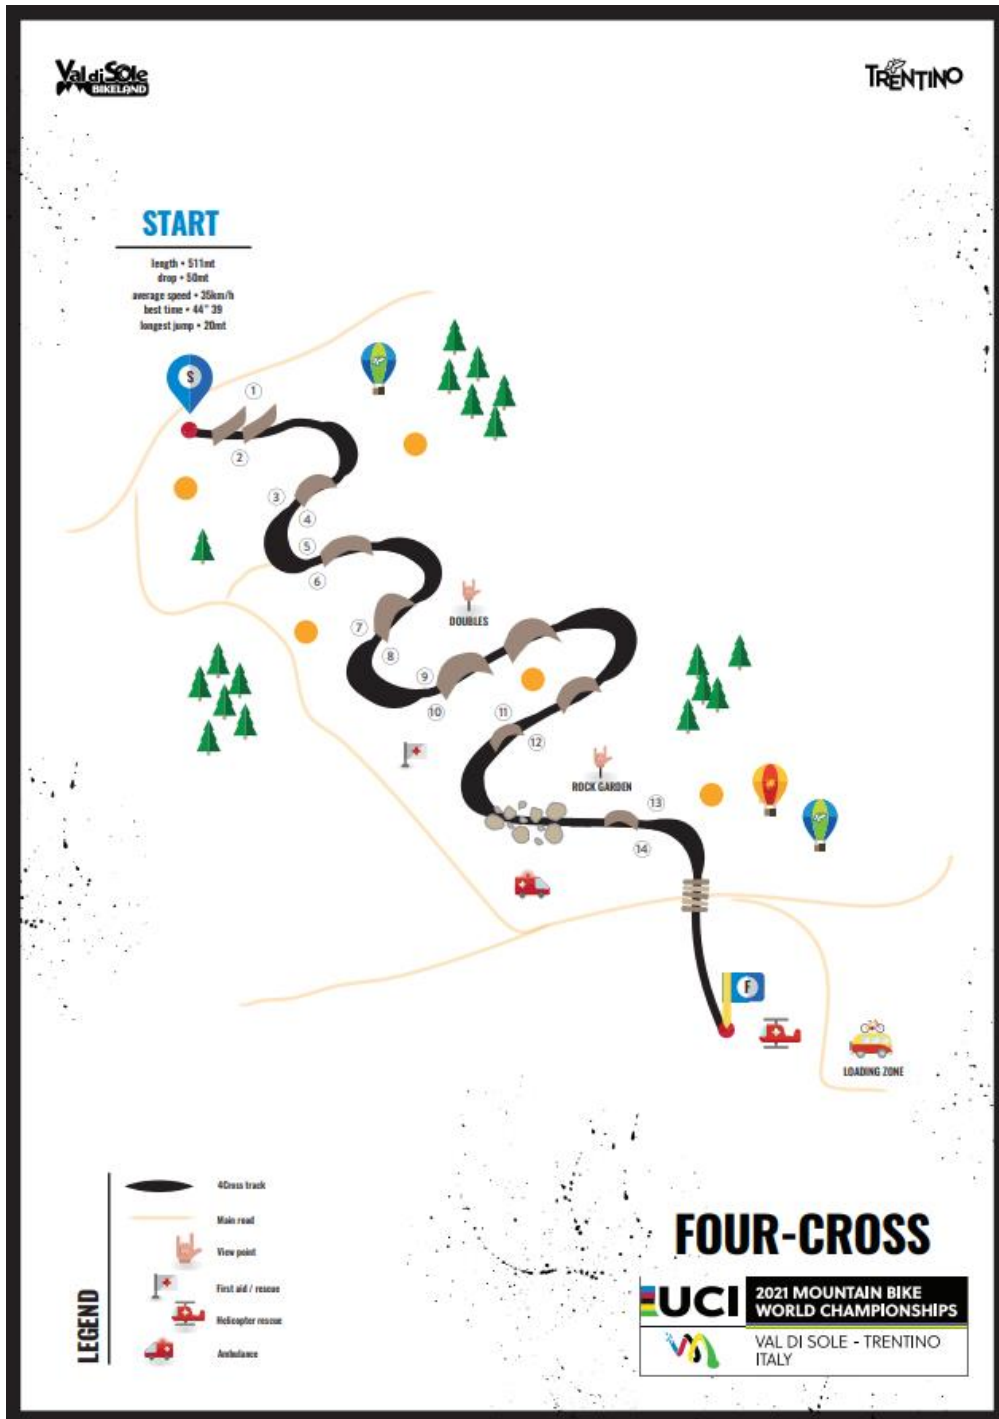 Val di Sole
BIKELAND
TRENTINO
START
length • 511mt
drop • 50mt
average speed • 35km/h
best time • 44" 39
longest jump • 20mt
S
1
2
3
4
5
6
7
8
DOUBLES
9
10
11
12
ROCK GARDEN
13
14
F
LOADING ZONE
LEGEND
4Cross track
Main road
View point
First aid / rescue
Helicopter rescue
Ambulance
FOUR-CROSS
UCI
2021 MOUNTAIN BIKE
WORLD CHAMPIONSHIPS
VAL DI SOLE - TRENTINO
ITALY